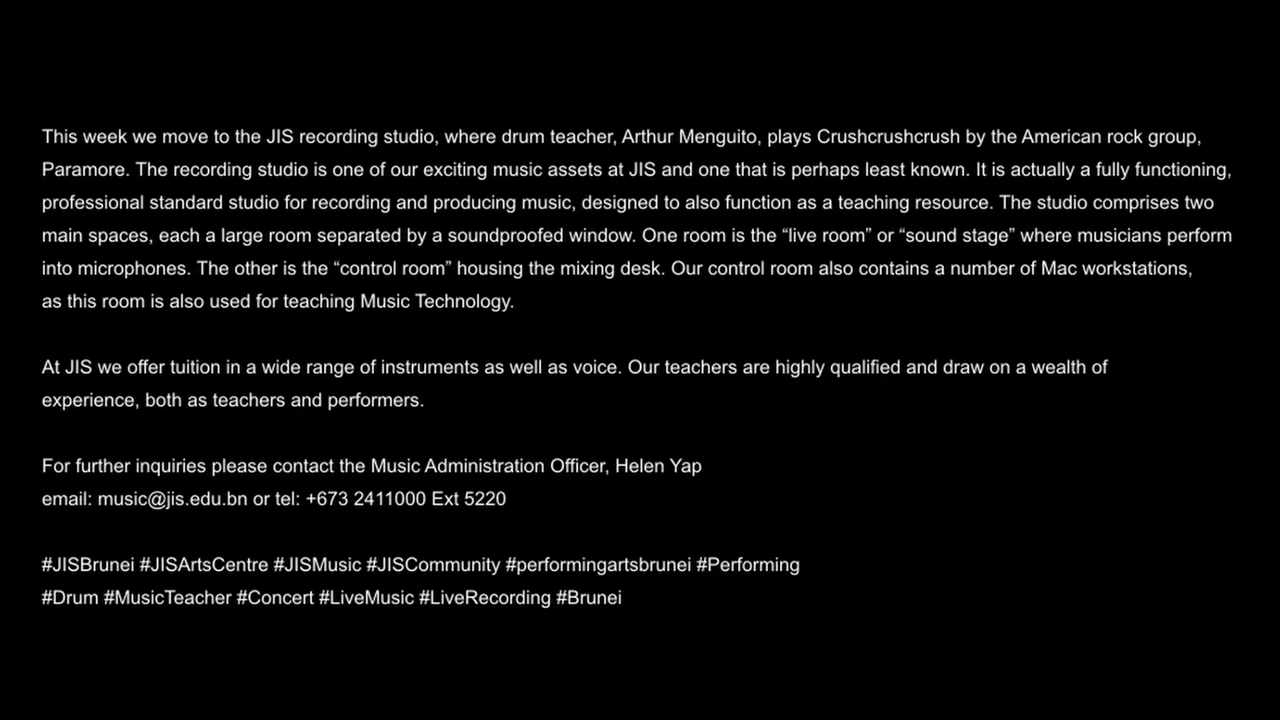 This week we move to the JIS recording studio, where drum teacher, Arthur Menguito, plays Crushcrushcrush by the American rock group,
Paramore. The recording studio is one of our exciting music assets at JIS and one that is perhaps least known. It is actually a fully functioning,
professional standard studio for recording and producing music, designed to also function as a teaching resource. The studio comprises two
main spaces, each a large room separated by a soundproofed window. One room is the “live room” or “sound stage” where musicians perform
into microphones. The other is the “control room” housing the mixing desk. Our control room also contains a number of Mac workstations,
as this room is also used for teaching Music Technology.
At JIS we offer tuition in a wide range of instruments as well as voice. Our teachers are highly qualified and draw on a wealth of
experience, both as teachers and performers.
For further inquiries please contact the Music Administration Officer, Helen Yap
email: music@jis.edu.bn or tel: +673 2411000 Ext 5220
#JISBrunei #JISArtsCentre #JISMusic #JISCommunity #performingartsbrunei #Performing
#Drum #MusicTeacher #Concert #LiveMusic #LiveRecording #Brunei